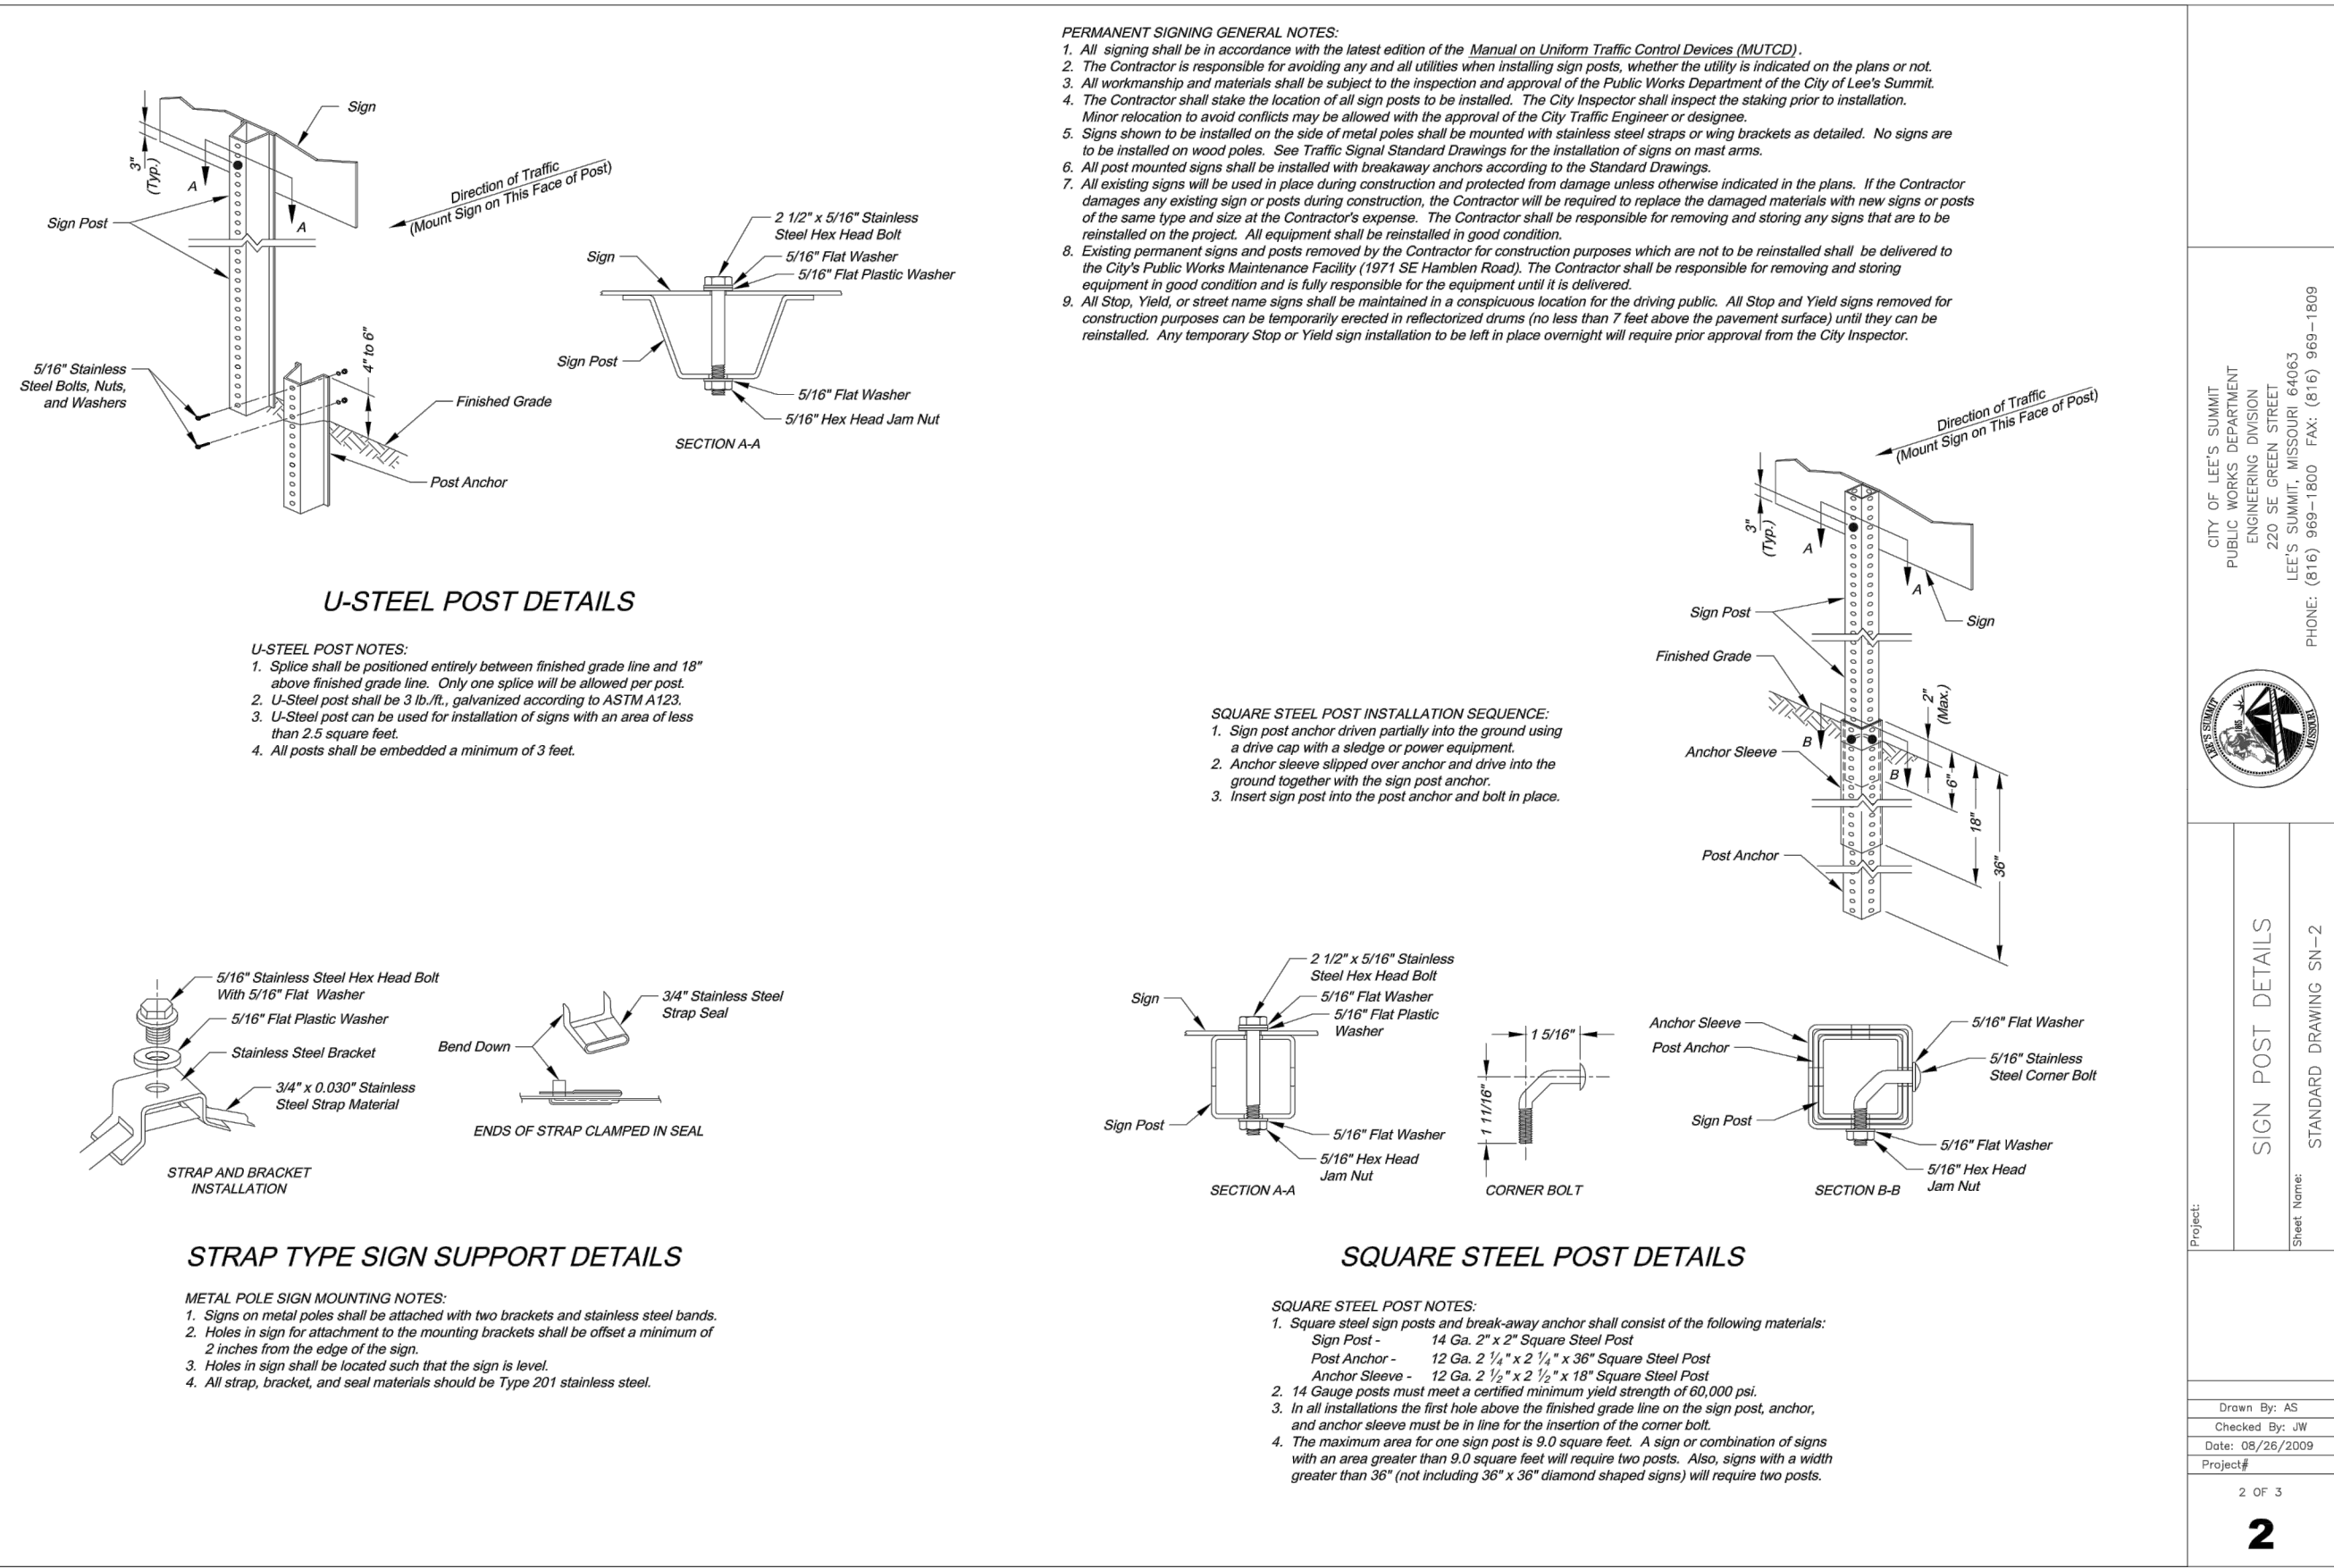 PERMANENT SIGNING GENERAL NOTES:
1. All signing shall be in accordance with the latest edition of the Manual on Uniform Traffic Control Devices (MUTCD).
2. The Contractor is responsible for avoiding any and all utilities when installing sign posts, whether the utility is indicated on the plans or not.
3. All workmanship and materials shall be subject to the inspection and approval of the Public Works Department of the City of Lee's Summit.
4. The Contractor shall stake the location of all sign posts to be installed. The City Inspector shall inspect the staking prior to installation.
Minor relocation to avoid conflicts may be allowed with the approval of the City Traffic Engineer or designee.
5. Signs shown to be installed on the side of metal poles shall be mounted with stainless steel straps or wing brackets as detailed. No signs are
to be installed on wood poles. See Traffic Signal Standard Drawings for the installation of signs on mast arms.
6. All post mounted signs shall be installed with breakaway anchors according to the Standard Drawings.
7. All existing signs will be used in place during construction and protected from damage unless otherwise indicated in the plans. If the Contractor
damages any existing sign or posts during construction, the Contractor will be required to replace the damaged materials with new signs or posts
of the same type and size at the Contractor's expense. The Contractor shall be responsible for removing and storing any signs that are to be
reinstalled on the project. All equipment shall be reinstalled in good condition.
8. Existing permanent signs and posts removed by the Contractor for construction purposes which are not to be reinstalled shall be delivered to
the City's Public Works Maintenance Facility (1971 SE Hamblen Road). The Contractor shall be responsible for removing and storing
equipment in good condition and is fully responsible for the equipment until it is delivered.
9. All Stop, Yield, or street name signs shall be maintained in a conspicuous location for the driving public. All Stop and Yield signs removed for
construction purposes can be temporarily erected in reflectorized drums (no less than 7 feet above the pavement surface) until they can be
reinstalled. Any temporary Stop or Yield sign installation to be left in place overnight will require prior approval from the City Inspector.
Sign
3"
(Typ.)
A
A
Direction of Traffic
(Mount Sign on This Face of Post)
Sign Post
4" to 6"
5/16" Stainless
Steel Bolts, Nuts,
and Washers
Finished Grade
Post Anchor
2 1/2" x 5/16" Stainless
Steel Hex Head Bolt
5/16" Flat Washer
5/16" Flat Plastic Washer
Sign
Sign Post
5/16" Flat Washer
5/16" Hex Head Jam Nut
SECTION A-A
U-STEEL POST DETAILS
U-STEEL POST NOTES:
1. Splice shall be positioned entirely between finished grade line and 18"
above finished grade line. Only one splice will be allowed per post.
2. U-Steel post shall be 3 lb./ft., galvanized according to ASTM A123.
3. U-Steel post can be used for installation of signs with an area of less
than 2.5 square feet.
4. All posts shall be embedded a minimum of 3 feet.
SQUARE STEEL POST INSTALLATION SEQUENCE:
1. Sign post anchor driven partially into the ground using
a drive cap with a sledge or power equipment.
2. Anchor sleeve slipped over anchor and drive into the
ground together with the sign post anchor.
3. Insert sign post into the post anchor and bolt in place.
Direction of Traffic
(Mount Sign on This Face of Post)
3"
(Typ.)
A
A
Sign Post
Sign
Finished Grade
2"
(Max.)
Anchor Sleeve
B
B
6"
18"
36"
Post Anchor
5/16" Stainless Steel Hex Head Bolt
With 5/16" Flat Washer
5/16" Flat Plastic Washer
Stainless Steel Bracket
3/4" x 0.030" Stainless
Steel Strap Material
STRAP AND BRACKET
INSTALLATION
3/4" Stainless Steel
Strap Seal
Bend Down
ENDS OF STRAP CLAMPED IN SEAL
STRAP TYPE SIGN SUPPORT DETAILS
METAL POLE SIGN MOUNTING NOTES:
1. Signs on metal poles shall be attached with two brackets and stainless steel bands.
2. Holes in sign for attachment to the mounting brackets shall be offset a minimum of
2 inches from the edge of the sign.
3. Holes in sign shall be located such that the sign is level.
4. All strap, bracket, and seal materials should be Type 201 stainless steel.
2 1/2" x 5/16" Stainless
Steel Hex Head Bolt
Sign
5/16" Flat Washer
5/16" Flat Plastic
Washer
Sign Post
5/16" Flat Washer
5/16" Hex Head
Jam Nut
SECTION A-A
1 5/16"
1 11/16"
CORNER BOLT
Anchor Sleeve
Post Anchor
Sign Post
5/16" Flat Washer
5/16" Stainless
Steel Corner Bolt
5/16" Flat Washer
5/16" Hex Head
Jam Nut
SECTION B-B
SQUARE STEEL POST DETAILS
SQUARE STEEL POST NOTES:
1. Square steel sign posts and break-away anchor shall consist of the following materials:
Sign Post - 14 Ga. 2" x 2" Square Steel Post
Post Anchor - 12 Ga. 2 1/4" x 2 1/4" x 36" Square Steel Post
Anchor Sleeve - 12 Ga. 2 1/2" x 2 1/2" x 18" Square Steel Post
2. 14 Gauge posts must meet a certified minimum yield strength of 60,000 psi.
3. In all installations the first hole above the finished grade line on the sign post, anchor,
and anchor sleeve must be in line for the insertion of the corner bolt.
4. The maximum area for one sign post is 9.0 square feet. A sign or combination of signs
with an area greater than 9.0 square feet will require two posts. Also, signs with a width
greater than 36" (not including 36" x 36" diamond shaped signs) will require two posts.
CITY OF LEE'S SUMMIT
PUBLIC WORKS DEPARTMENT
ENGINEERING DIVISION
220 SE GREEN STREET
LEE'S SUMMIT, MISSOURI 64063
PHONE: (816) 969-1800 FAX: (816) 969-1809
LEE'S SUMMIT
1865
MISSOURI
Project:
SIGN POST DETAILS
Sheet Name:
STANDARD DRAWING SN-2
Drawn By: AS
Checked By: JW
Date: 08/26/2009
Project#
2 OF 3
2